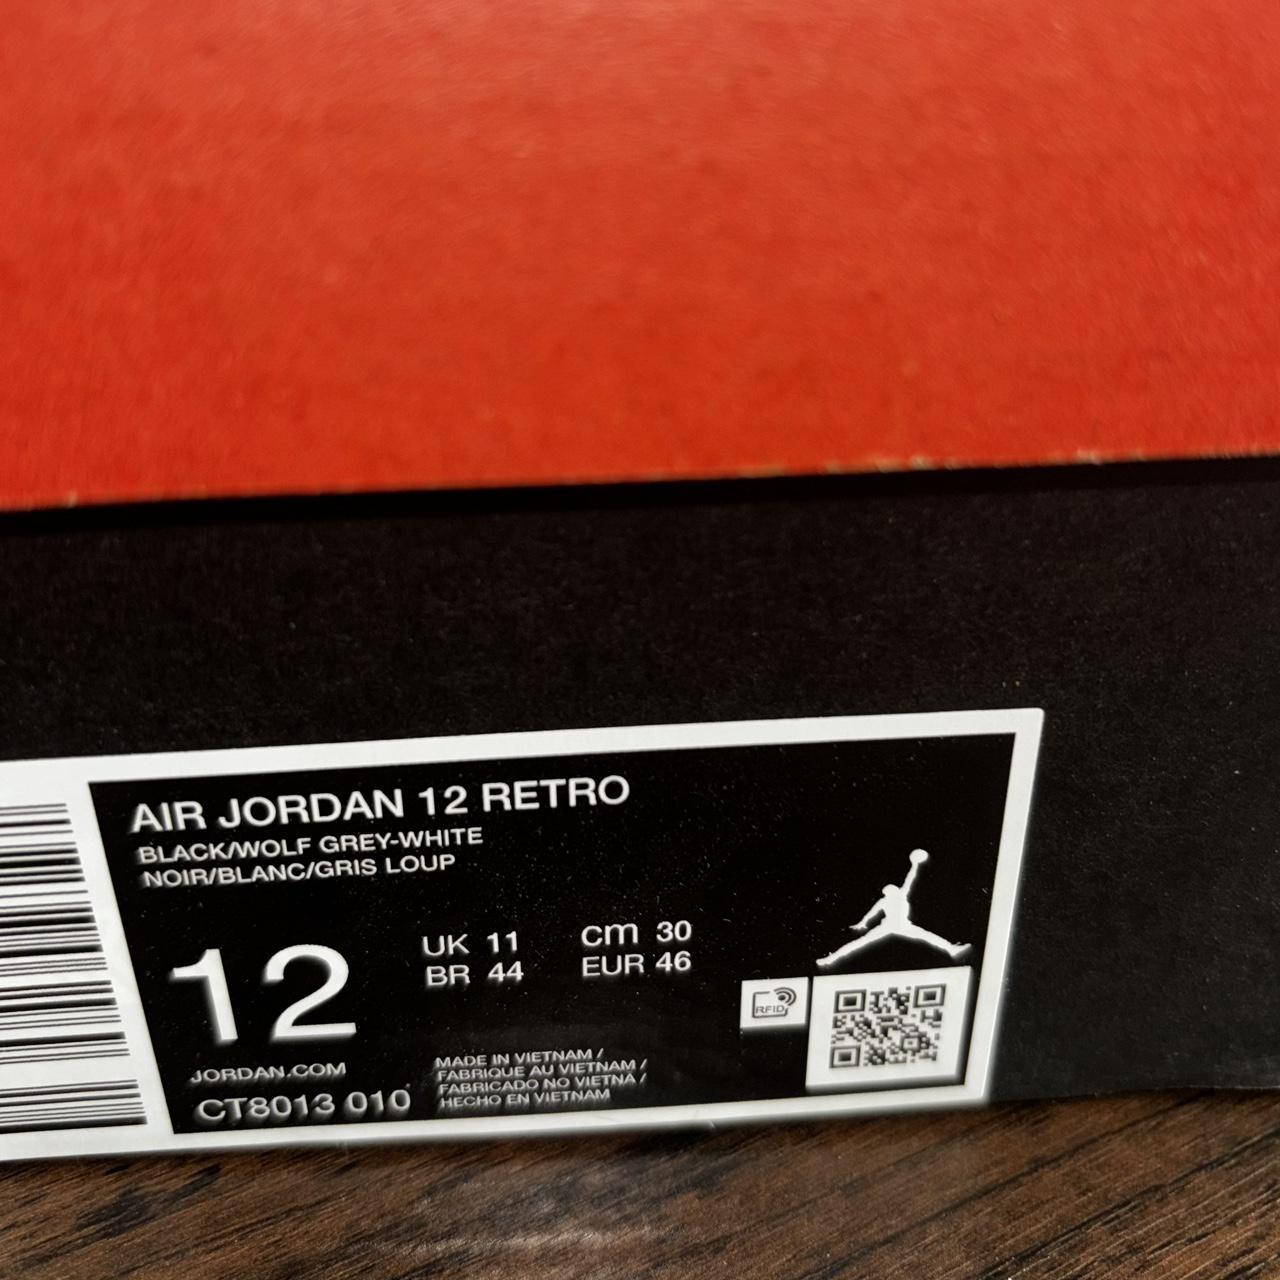 AIR JORDAN 12 RETRO
BLACK/WOLF GREY-WHITE
NOIR/BLANC/GRIS LOUP
12
UK 11 cm 30
BR 44 EUR 46
RFID
JORDAN.COM
CT8013 010
MADE IN VIETNAM /
FABRIQUE AU VIETNAM /
FABRICADO NO VIETNA /
HECHO EN VIETNAM